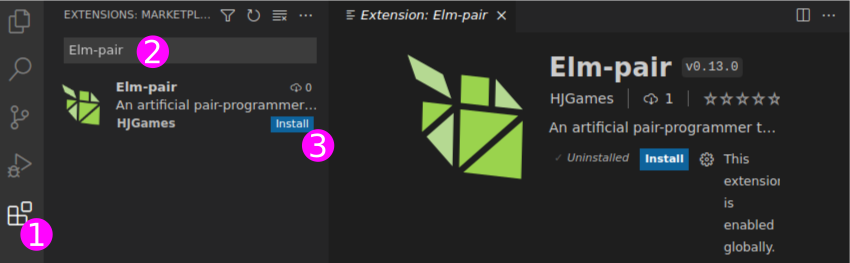 EXTENSIONS: MARKETPL...
Elm-pair
2
Elm-pair 0
An artificial pair-programmer...
HJGames Install
3
1
Extension: Elm-pair
Elm-pair v0.13.0
HJGames 1
An artificial pair-programmer t...
Uninstalled Install This
extension
is
enabled
globally.